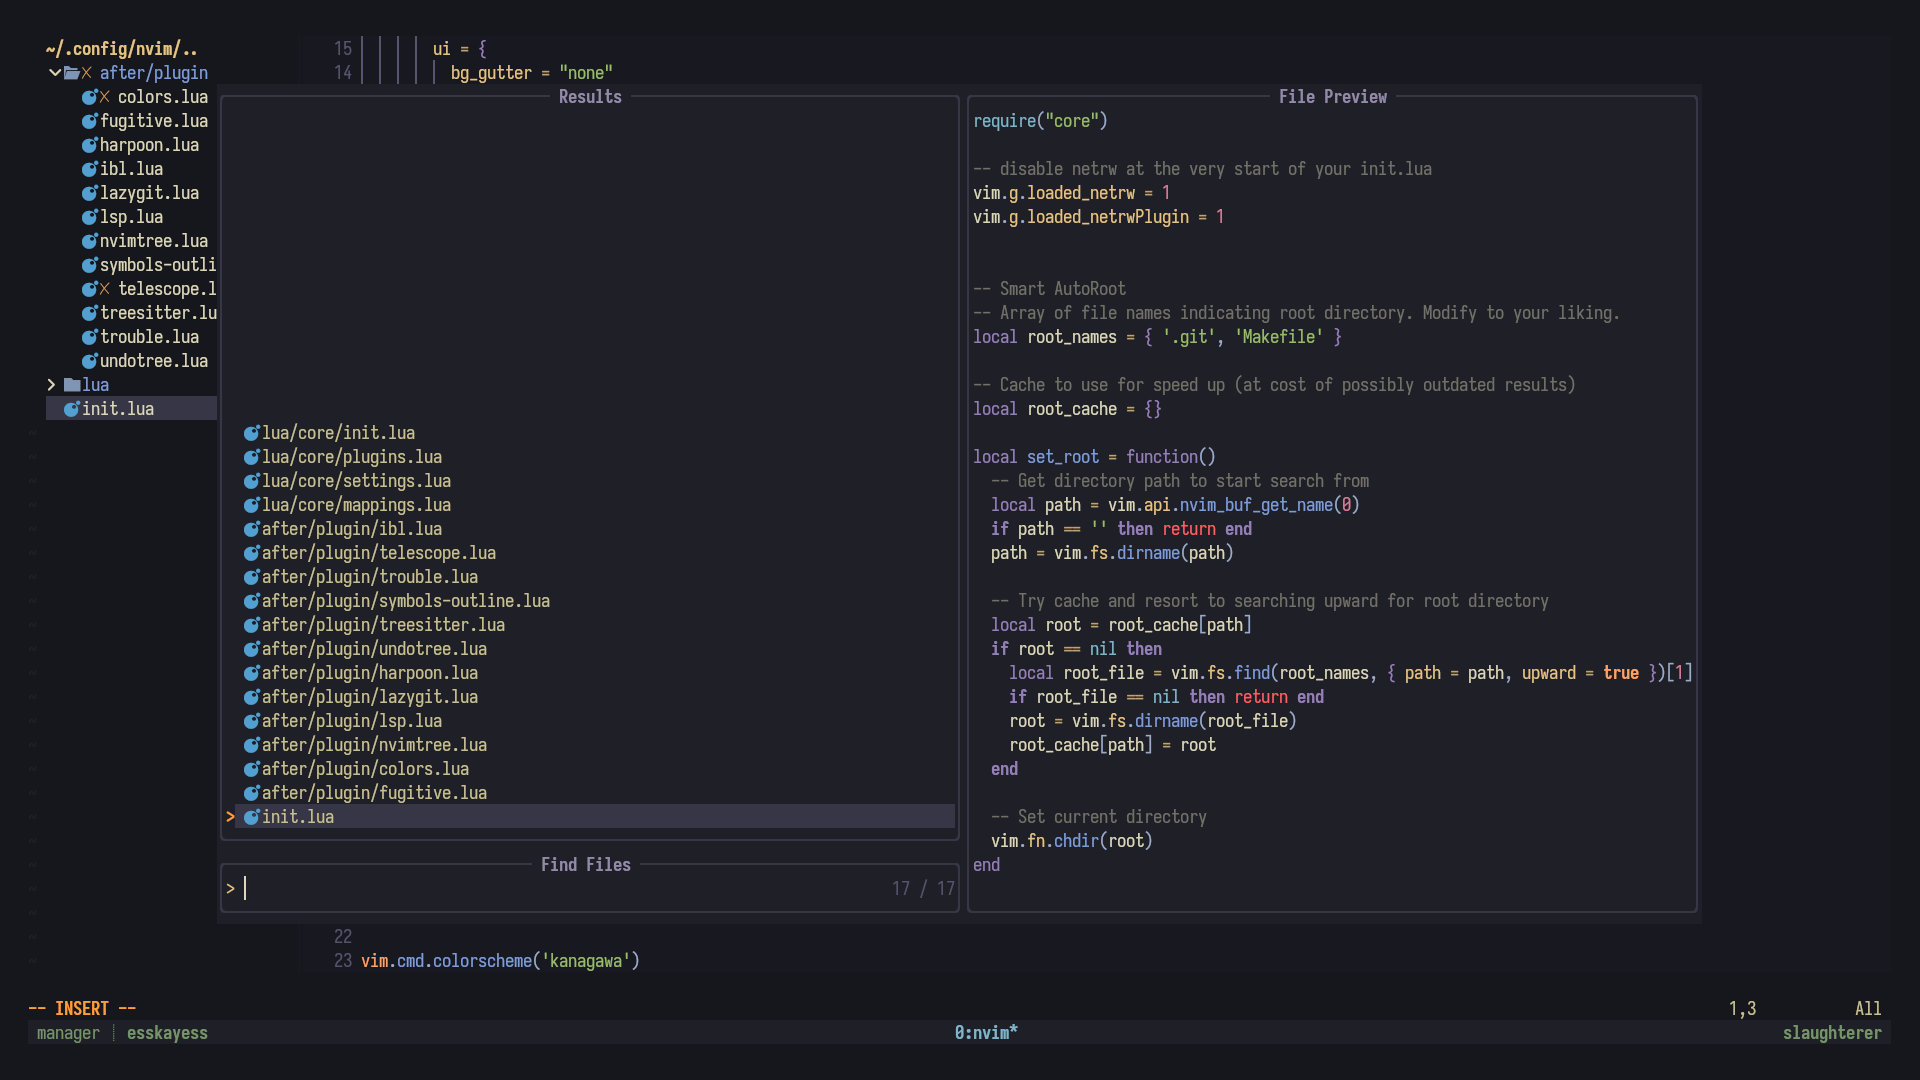 ~/.config/nvim/..
after/plugin
colors.lua
fugitive.lua
harpoon.lua
ibl.lua
lazygit.lua
lsp.lua
nvimtree.lua
symbols-outli
telescope.l
treesitter.lu
trouble.lua
undotree.lua
lua
init.lua
15 ui = {
14 bg_gutter = "none"
Results
lua/core/init.lua
lua/core/plugins.lua
lua/core/settings.lua
lua/core/mappings.lua
after/plugin/ibl.lua
after/plugin/telescope.lua
after/plugin/trouble.lua
after/plugin/symbols-outline.lua
after/plugin/treesitter.lua
after/plugin/undotree.lua
after/plugin/harpoon.lua
after/plugin/lazygit.lua
after/plugin/lsp.lua
after/plugin/nvimtree.lua
after/plugin/colors.lua
after/plugin/fugitive.lua
> init.lua
Find Files
> 17 / 17
File Preview
require("core")
-- disable netrw at the very start of your init.lua
vim.g.loaded_netrw = 1
vim.g.loaded_netrwPlugin = 1
-- Smart AutoRoot
-- Array of file names indicating root directory. Modify to your liking.
local root_names = { '.git', 'Makefile' }
-- Cache to use for speed up (at cost of possibly outdated results)
local root_cache = {}
local set_root = function()
-- Get directory path to start search from
local path = vim.api.nvim_buf_get_name(0)
if path == '' then return end
path = vim.fs.dirname(path)
-- Try cache and resort to searching upward for root directory
local root = root_cache[path]
if root == nil then
local root_file = vim.fs.find(root_names, { path = path, upward = true })[1]
if root_file == nil then return end
root = vim.fs.dirname(root_file)
root_cache[path] = root
end
-- Set current directory
vim.fn.chdir(root)
end
22
23 vim.cmd.colorscheme('kanagawa')
-- INSERT --
1,3 All
manager
esskayess
0:nvim*
slaughterer